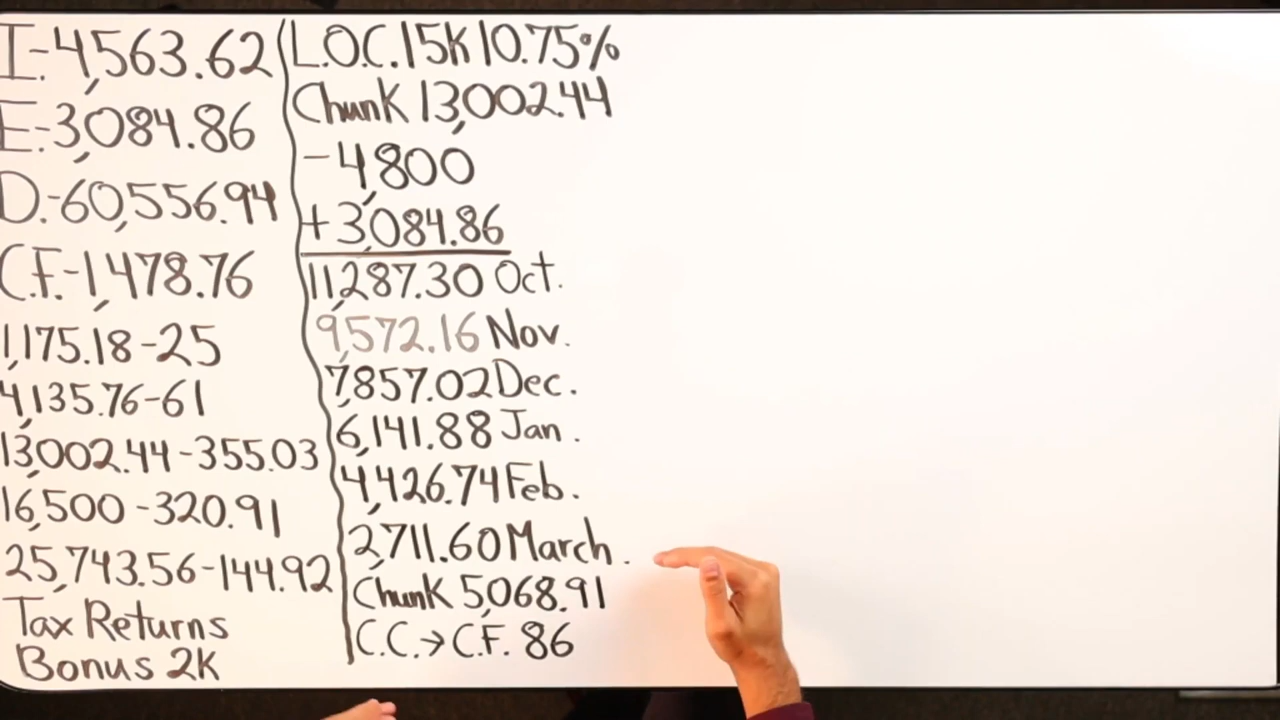 I.-4,563.62
E.-3,084.86
D.-60,556.94
C.F.-1,478.76
1,175.18-25
4,135.76-61
13,002.44-355.03
16,500-320.91
25,743.56-144.92
Tax Returns
Bonus 2K
L.O.C.15K 10.75%
Chunk 13,002.44
-4,800
+3,084.86
11,287.30 Oct.
9,572.16 Nov.
7,857.02 Dec.
6,141.88 Jan.
4,426.74 Feb.
2,711.60 March.
Chunk 5,068.91
C.C.→C.F. 86